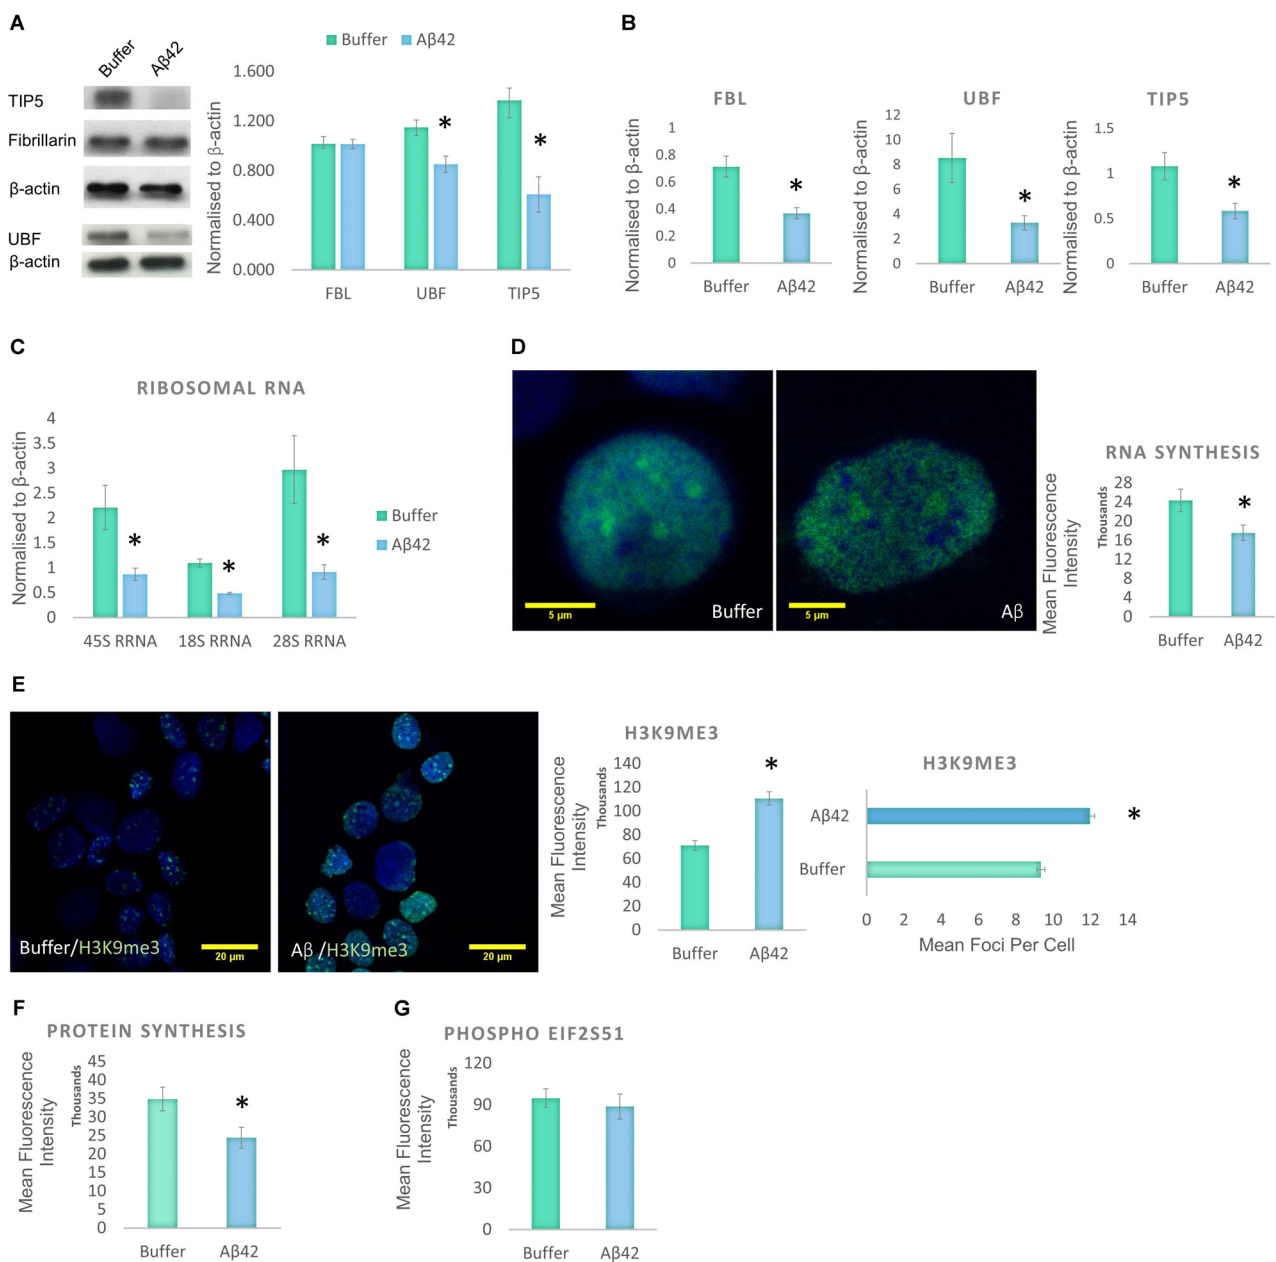 A
Buffer
Aβ42
TIP5
Fibrillarin
β-actin
UBF
β-actin
Buffer Aβ42
Normalised to β-actin
1.600
1.200
0.800
0.400
0.000
FBL UBF TIP5
* *
B
FBL
Normalised to β-actin
1
0.8
0.6
0.4
0.2
0
*
Buffer Aβ42
UBF
Normalised to β-actin
12
10
8
6
4
2
0
*
Buffer Aβ42
TIP5
Normalised to β-actin
1.5
1
0.5
0
*
Buffer Aβ42
C
RIBOSOMAL RNA
Normalised to β-actin
4
3.5
3
2.5
2
1.5
1
0.5
0
* * *
45S RRNA 18S RRNA 28S RRNA
Buffer
Aβ42
D
5 µm
Buffer
5 µm
Aβ
RNA SYNTHESIS
Mean Fluorescence
Intensity
Thousands
28
24
20
16
12
8
4
0
*
Buffer Aβ42
E
Buffer/H3K9me3
20 µm
Aβ /H3K9me3
20 µm
H3K9ME3
Mean Fluorescence
Intensity
Thousands
140
120
100
80
60
40
20
0
*
Buffer Aβ42
H3K9ME3
Aβ42
*
Buffer
0 2 4 6 8 10 12 14
Mean Foci Per Cell
F
PROTEIN SYNTHESIS
Mean Fluorescence
Intensity
Thousands
45
40
35
30
25
20
15
10
5
0
*
Buffer Aβ42
G
PHOSPHO EIF2S51
Mean Fluorescence
Intensity
Thousands
120
90
60
30
0
Buffer Aβ42